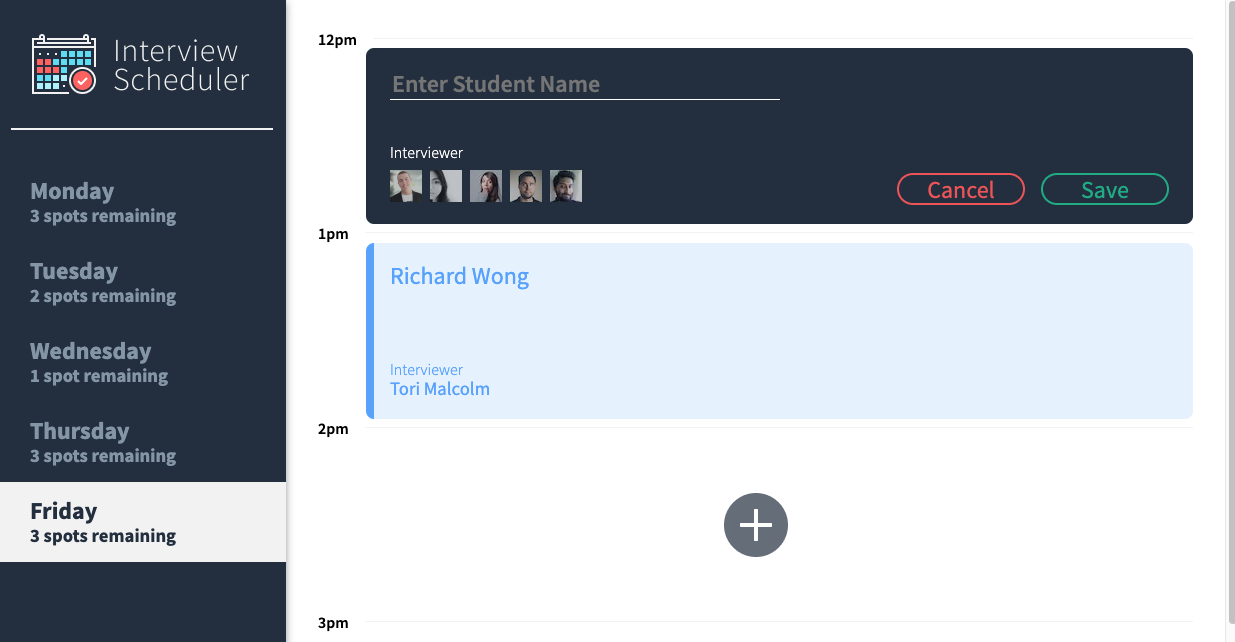 Interview
Scheduler
Monday
3 spots remaining
Tuesday
2 spots remaining
Wednesday
1 spot remaining
Thursday
3 spots remaining
Friday
3 spots remaining
12pm
Enter Student Name
Interviewer
Cancel
Save
1pm
Richard Wong
Interviewer
Tori Malcolm
2pm
3pm